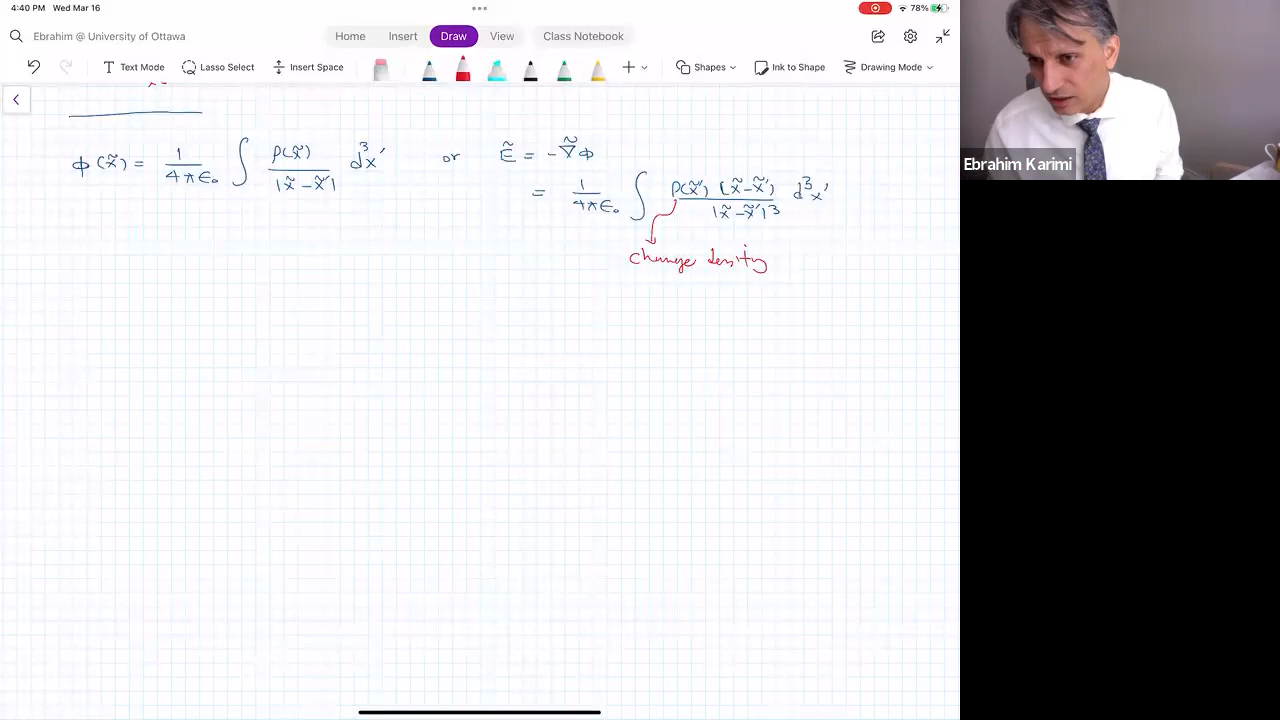 4:40 PM Wed Mar 16
78%
Ebrahim @ University of Ottawa
Home Insert Draw View Class Notebook
Text Mode Lasso Select Insert Space Shapes Ink to Shape Drawing Mode
Φ(x̃) = 1/4πε₀ ∫ ρ(x̃)/|x̃ - x̃′| d³x′ or Ẽ = -∇̃Φ
= 1/4πε₀ ∫ ρ(x̃′) (x̃ - x̃′)/|x̃ - x̃′|³ d³x′
charge density
Ebrahim Karimi